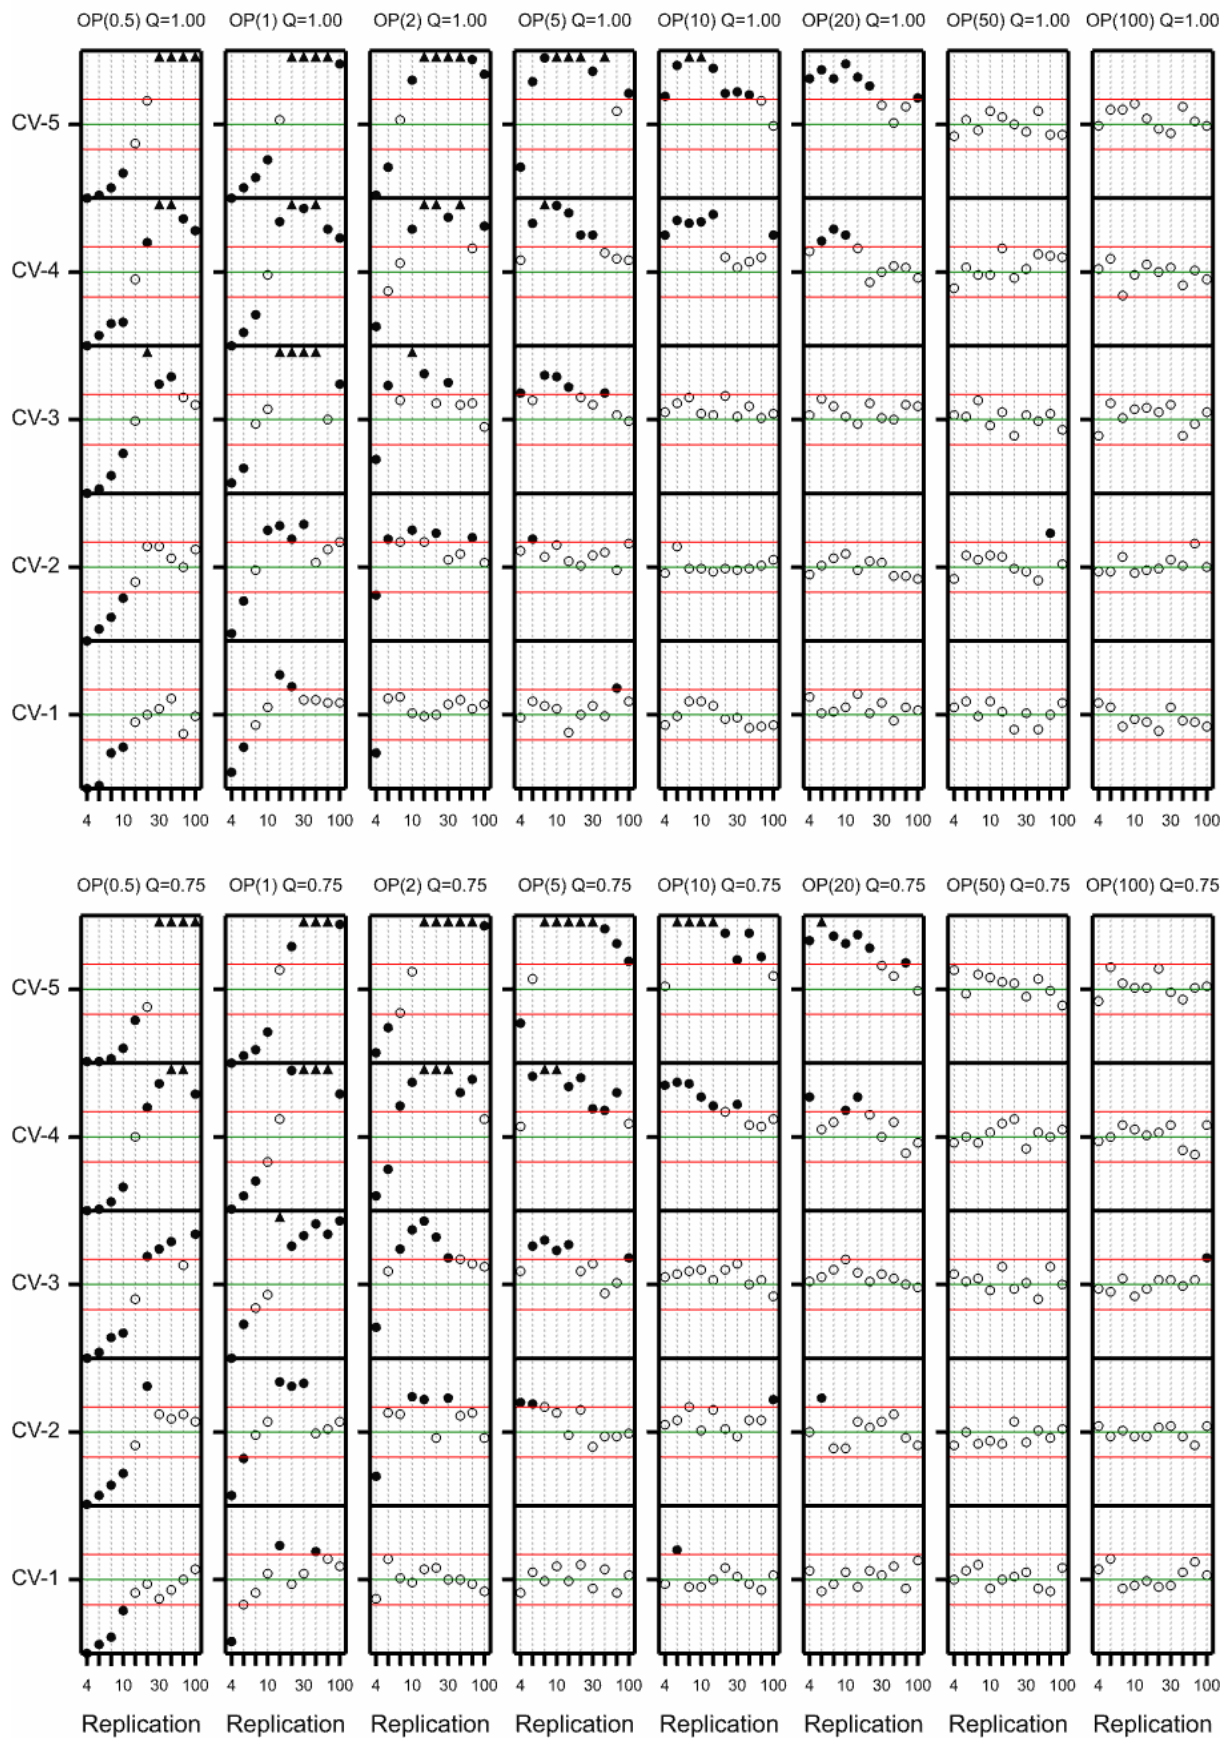 OP(0.5) Q=1.00 OP(1) Q=1.00 OP(2) Q=1.00 OP(5) Q=1.00 OP(10) Q=1.00 OP(20) Q=1.00 OP(50) Q=1.00 OP(100) Q=1.00
CV-5
CV-4
CV-3
CV-2
CV-1
4 10 30 100 4 10 30 100 4 10 30 100 4 10 30 100 4 10 30 100 4 10 30 100 4 10 30 100 4 10 30 100
OP(0.5) Q=0.75 OP(1) Q=0.75 OP(2) Q=0.75 OP(5) Q=0.75 OP(10) Q=0.75 OP(20) Q=0.75 OP(50) Q=0.75 OP(100) Q=0.75
CV-5
CV-4
CV-3
CV-2
CV-1
4 10 30 100 4 10 30 100 4 10 30 100 4 10 30 100 4 10 30 100 4 10 30 100 4 10 30 100 4 10 30 100
Replication Replication Replication Replication Replication Replication Replication Replication